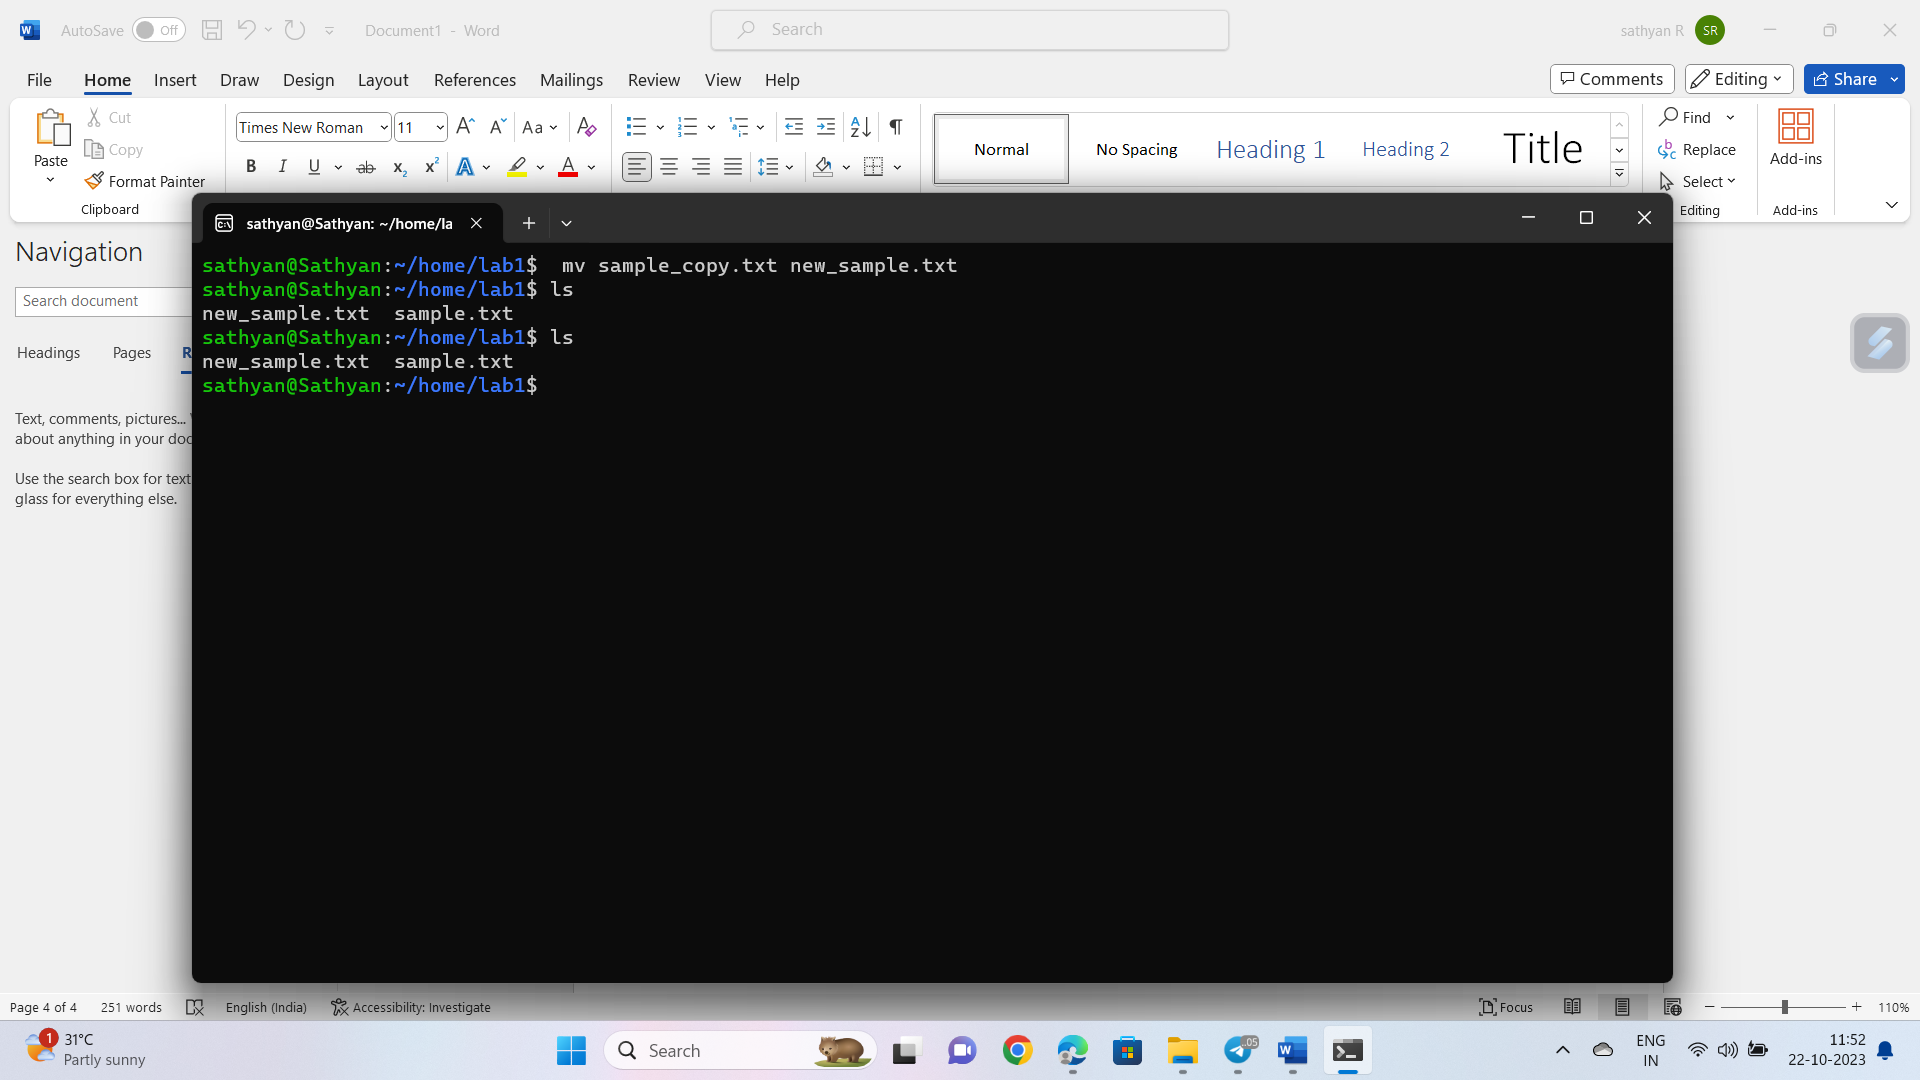 AutoSave Off Document1 - Word Search sathyan R SR
File Home Insert Draw Design Layout References Mailings Review View Help Comments Editing Share
Paste Cut Copy Format Painter
Clipboard
Times New Roman 11
Normal No Spacing Heading 1 Heading 2 Title
Find
Replace
Select
Editing
Add-ins
Add-ins
Navigation
Search document
Headings Pages R
Text, comments, pictures...
about anything in your doc
Use the search box for text
glass for everything else.
sathyan@Sathyan: ~/home/la
sathyan@Sathyan:~/home/lab1$  mv sample_copy.txt new_sample.txt
sathyan@Sathyan:~/home/lab1$ ls
new_sample.txt  sample.txt
sathyan@Sathyan:~/home/lab1$ ls
new_sample.txt  sample.txt
sathyan@Sathyan:~/home/lab1$
Page 4 of 4 251 words English (India) Accessibility: Investigate Focus 110%
1 31°C
Partly sunny
Search
.05
ENG
IN
11:52
22-10-2023